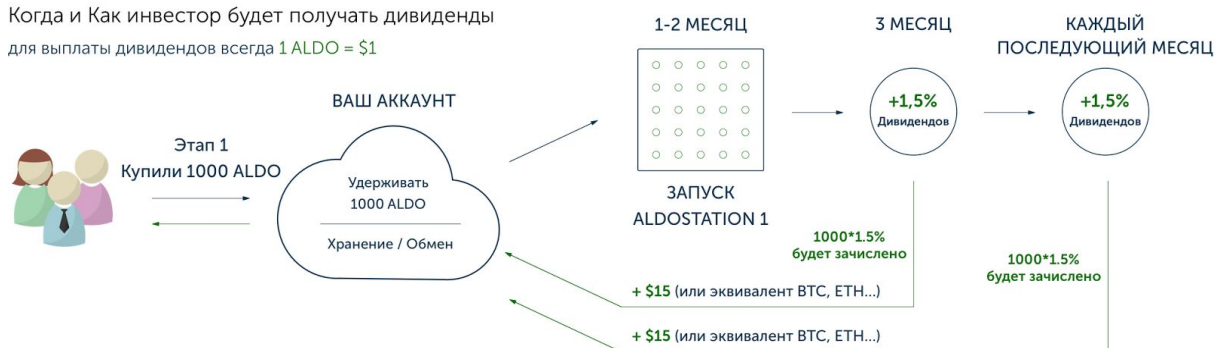 Когда и Как инвестор будет получать дивиденды
для выплаты дивидендов всегда 1 ALDO = $1
Этап 1
Купили 1000 ALDO
ВАШ АККАУНТ
Удерживать
1000 ALDO
Хранение / Обмен
1-2 МЕСЯЦ
ЗАПУСК
ALDOSTATION 1
3 МЕСЯЦ
+1,5%
Дивидендов
КАЖДЫЙ
ПОСЛЕДУЮЩИЙ МЕСЯЦ
+1,5%
Дивидендов
1000*1.5%
будет зачислено
1000*1.5%
будет зачислено
+ $15 (или эквивалент BTC, ETH...)
+ $15 (или эквивалент BTC, ETH...)